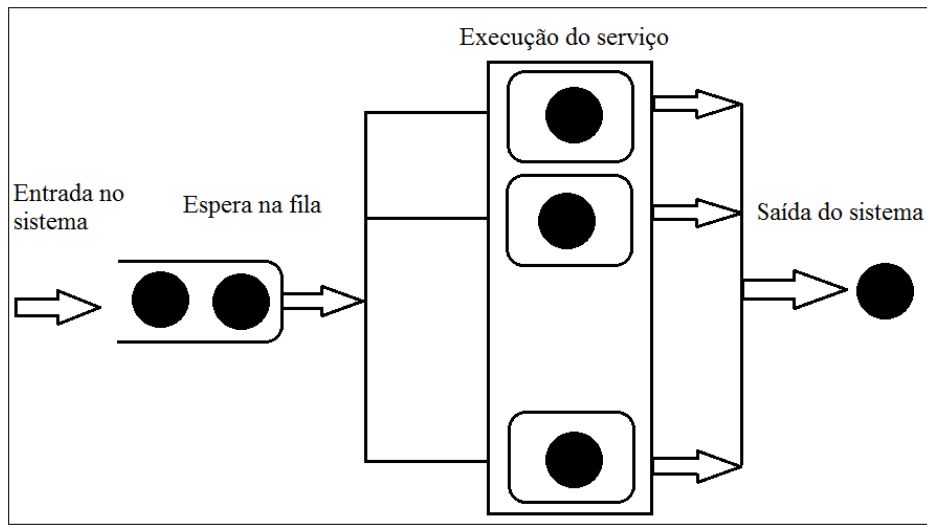 Execução do serviço
Entrada no
sistema
Espera na fila
Saída do sistema